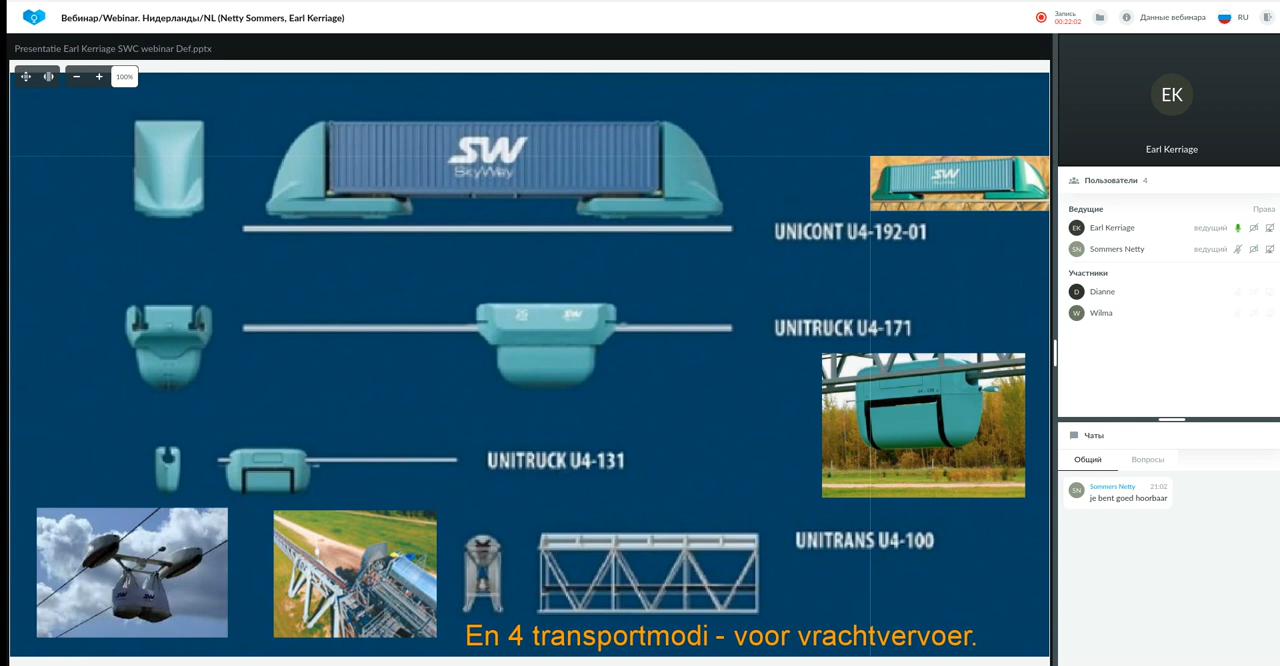 Вебинар/Webinar. Нидерланды/NL (Netty Sommers, Earl Kerriage)
Запись
00:22:02
Данные вебинара
RU
Presentatie Earl Kerriage SWC webinar Def.pptx
100%
SW
SkyWay
SW
SkyWay
UNICONT U4-192-01
SW
UNITRUCK U4-171
UNITRUCK U4-131
UNITRANS U4-100
En 4 transportmodi - voor vrachtvervoer.
EK
Earl Kerriage
Пользователи 4
Ведущие
Права
EK Earl Kerriage ведущий
SN Sommers Netty ведущий
Участники
D Dianne
W Wilma
Чаты
Общий
Вопросы
SN Sommers Netty 21:02
je bent goed hoorbaar